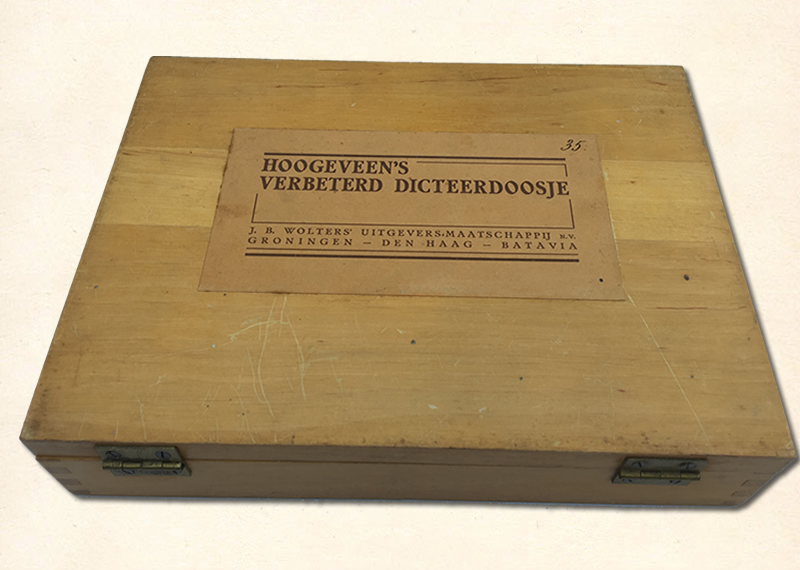 35.
HOOGEVEEN'S
VERBETERD DICTEERDOOSJE
J. B. WOLTERS' UITGEVERS-MAATSCHAPPIJ N.V.
GRONINGEN – DEN HAAG – BATAVIA